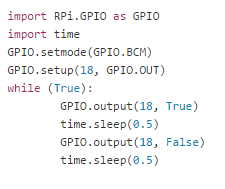 import RPi.GPIO as GPIO
import time
GPIO.setmode(GPIO.BCM)
GPIO.setup(18, GPIO.OUT)
while (True):
        GPIO.output(18, True)
        time.sleep(0.5)
        GPIO.output(18, False)
        time.sleep(0.5)